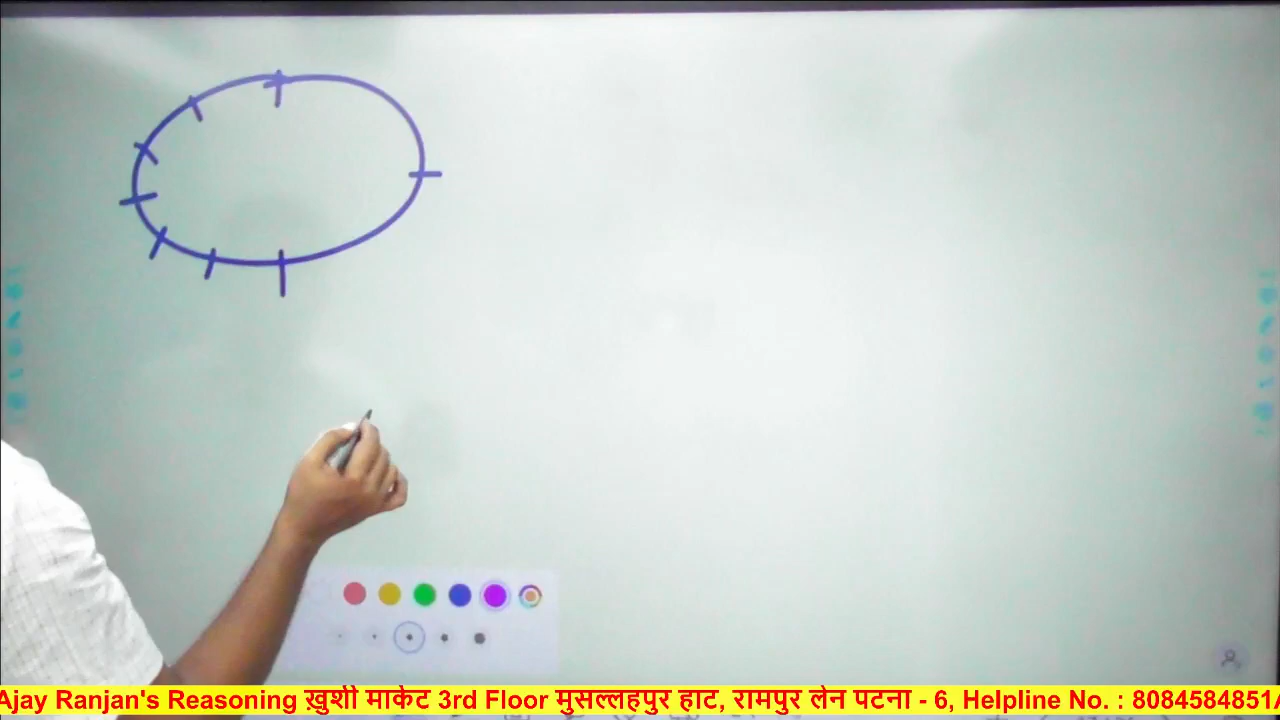 Ajay Ranjan's Reasoning ख़ुशी मार्केट 3rd Floor मुसल्लहपुर हाट, रामपुर लेन पटना - 6, Helpline No. : 8084584851